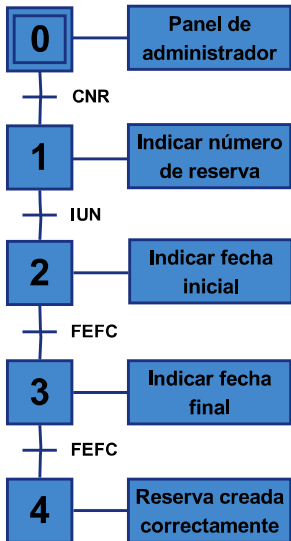 0
Panel de
administrador
CNR
1
Indicar número
de reserva
IUN
2
Indicar fecha
inicial
FEFC
3
Indicar fecha
final
FEFC
4
Reserva creada
correctamente